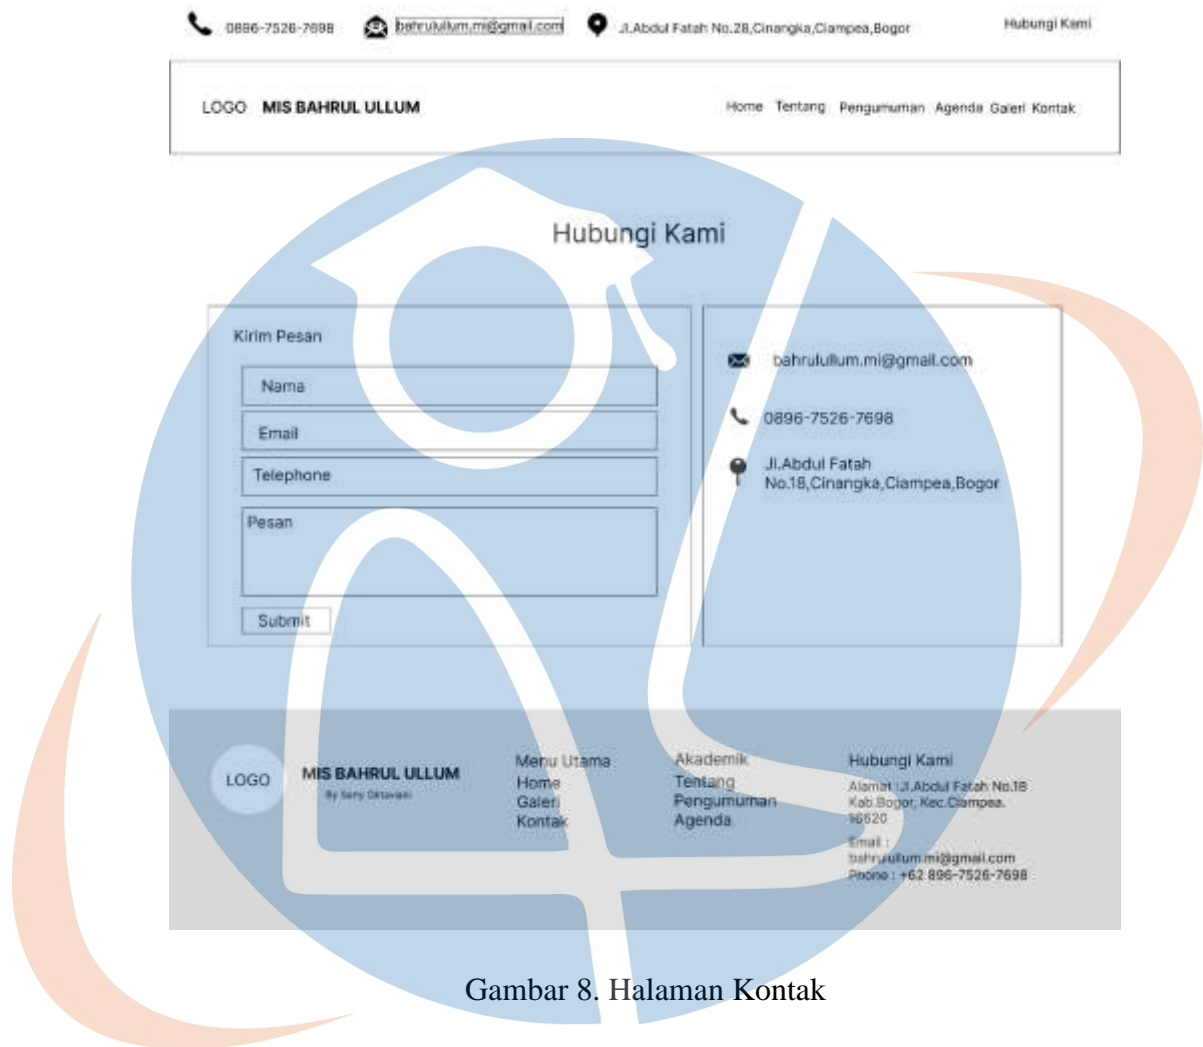 0896-7526-7698 bahrulullum.mi@gmail.com Jl.Abdul Fatah No.28,Cinangka,Ciampea,Bogor Hubungi Kami
LOGO MIS BAHRUL ULLUM Home Tentang Pengumuman Agenda Galeri Kontak
Hubungi Kami
Kirim Pesan
Nama
Email
Telephone
Pesan
Submit
bahrulullum.mi@gmail.com
0896-7526-7698
Jl.Abdul Fatah
No.18,Cinangka,Ciampea,Bogor
LOGO
MIS BAHRUL ULLUM
By Sany Oktaviani
Menu Utama
Home
Galeri
Kontak
Akademik
Tentang
Pengumuman
Agenda
Hubungi Kami
Alamat :Jl.Abdul Fatah No.18
Kab.Bogor, Kec.Ciampea.
16620
Email :
bahrulullum.mi@gmail.com
Phone : +62 896-7526-7698
Gambar 8. Halaman Kontak